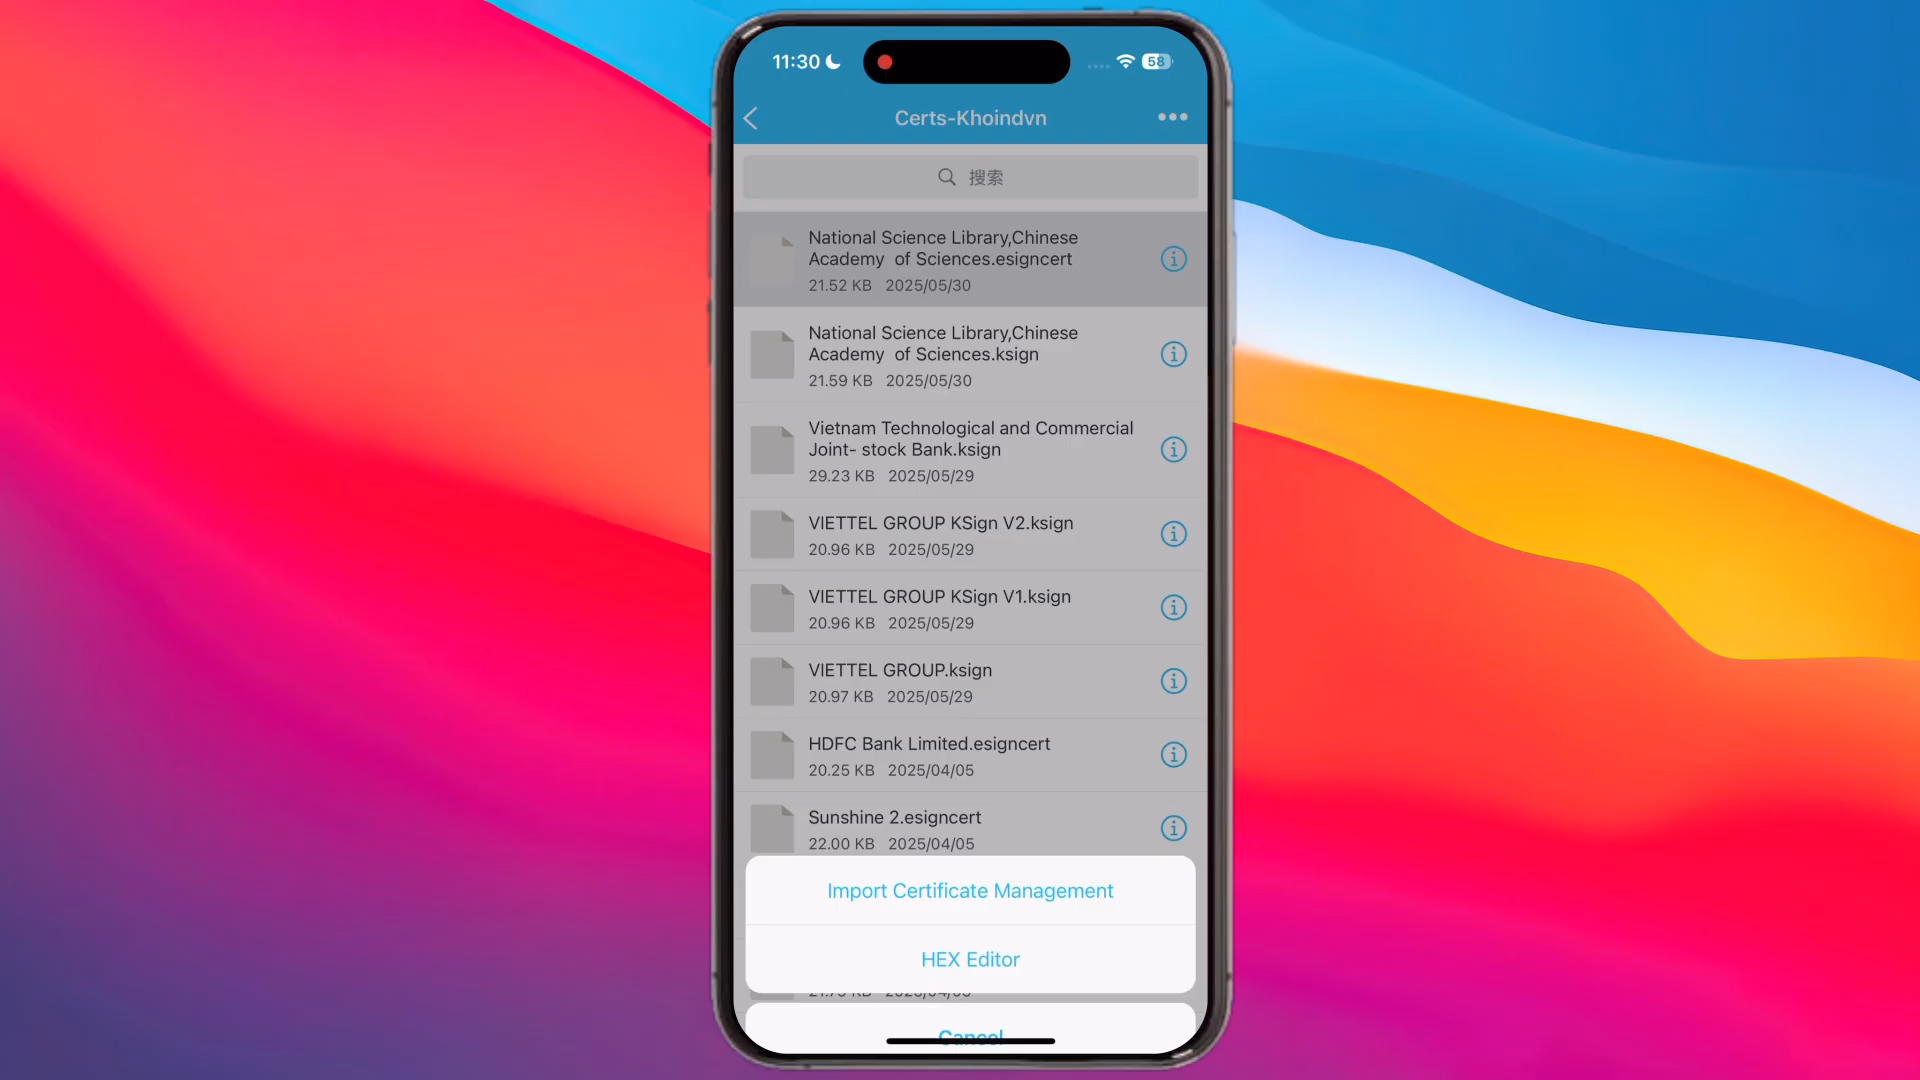 11:30
58
Certs-Khoindvn
搜索
National Science Library,Chinese
Academy of Sciences.esigncert
21.52 KB 2025/05/30
National Science Library,Chinese
Academy of Sciences.ksign
21.59 KB 2025/05/30
Vietnam Technological and Commercial
Joint- stock Bank.ksign
29.23 KB 2025/05/29
VIETTEL GROUP KSign V2.ksign
20.96 KB 2025/05/29
VIETTEL GROUP KSign V1.ksign
20.96 KB 2025/05/29
VIETTEL GROUP.ksign
20.97 KB 2025/05/29
HDFC Bank Limited.esigncert
20.25 KB 2025/04/05
Sunshine 2.esigncert
22.00 KB 2025/04/05
Import Certificate Management
HEX Editor
Cancel